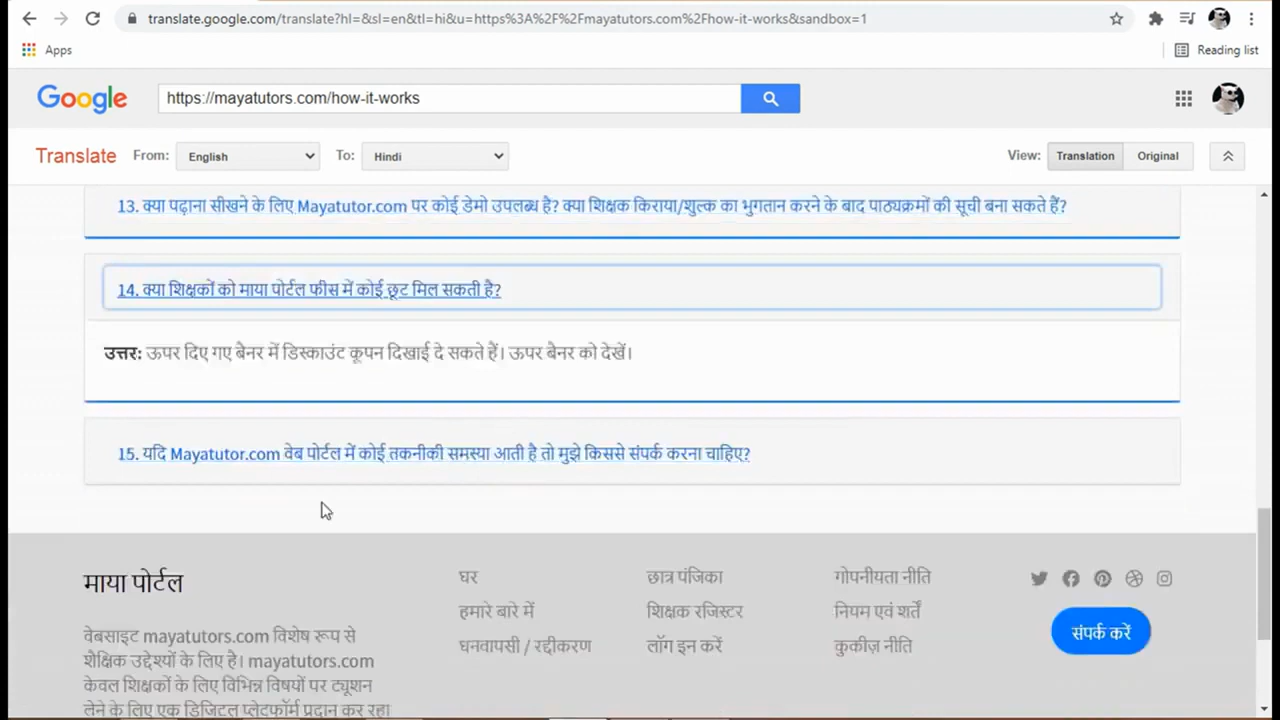 translate.google.com/translate?hl=&sl=en&tl=hi&u=https%3A%2F%2Fmayatutors.com%2Fhow-it-works&sandbox=1
Apps
Reading list
Google
https://mayatutors.com/how-it-works
Translate From: English To: Hindi View: Translation Original
13. क्या पढ़ाना सीखने के लिए Mayatutor.com पर कोई डेमो उपलब्ध है? क्या शिक्षक किराया/शुल्क का भुगतान करने के बाद पाठ्यक्रमों की सूची बना सकते हैं?
14. क्या शिक्षकों को माया पोर्टल फीस में कोई छूट मिल सकती है?
उत्तर: ऊपर दिए गए बैनर में डिस्काउंट कूपन दिखाई दे सकते हैं। ऊपर बैनर को देखें।
15. यदि Mayatutor.com वेब पोर्टल में कोई तकनीकी समस्या आती है तो मुझे किससे संपर्क करना चाहिए?
माया पोर्टल
वेबसाइट mayatutors.com विशेष रूप से
शैक्षिक उद्देश्यों के लिए है। mayatutors.com
केवल शिक्षकों के लिए विभिन्न विषयों पर ट्यूशन
लेने के लिए एक डिजिटल प्लेटफॉर्म प्रदान कर रहा
घर
हमारे बारे में
धनवापसी / रद्दीकरण
छात्र पंजिका
शिक्षक रजिस्टर
लॉग इन करें
गोपनीयता नीति
नियम एवं शर्तें
कुकीज़ नीति
संपर्क करें